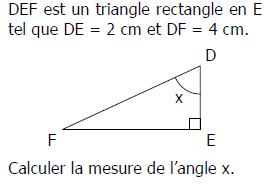 DEF est un triangle rectangle en E
tel que DE = 2 cm et DF = 4 cm.
D
x
F
E
Calculer la mesure de l'angle x.